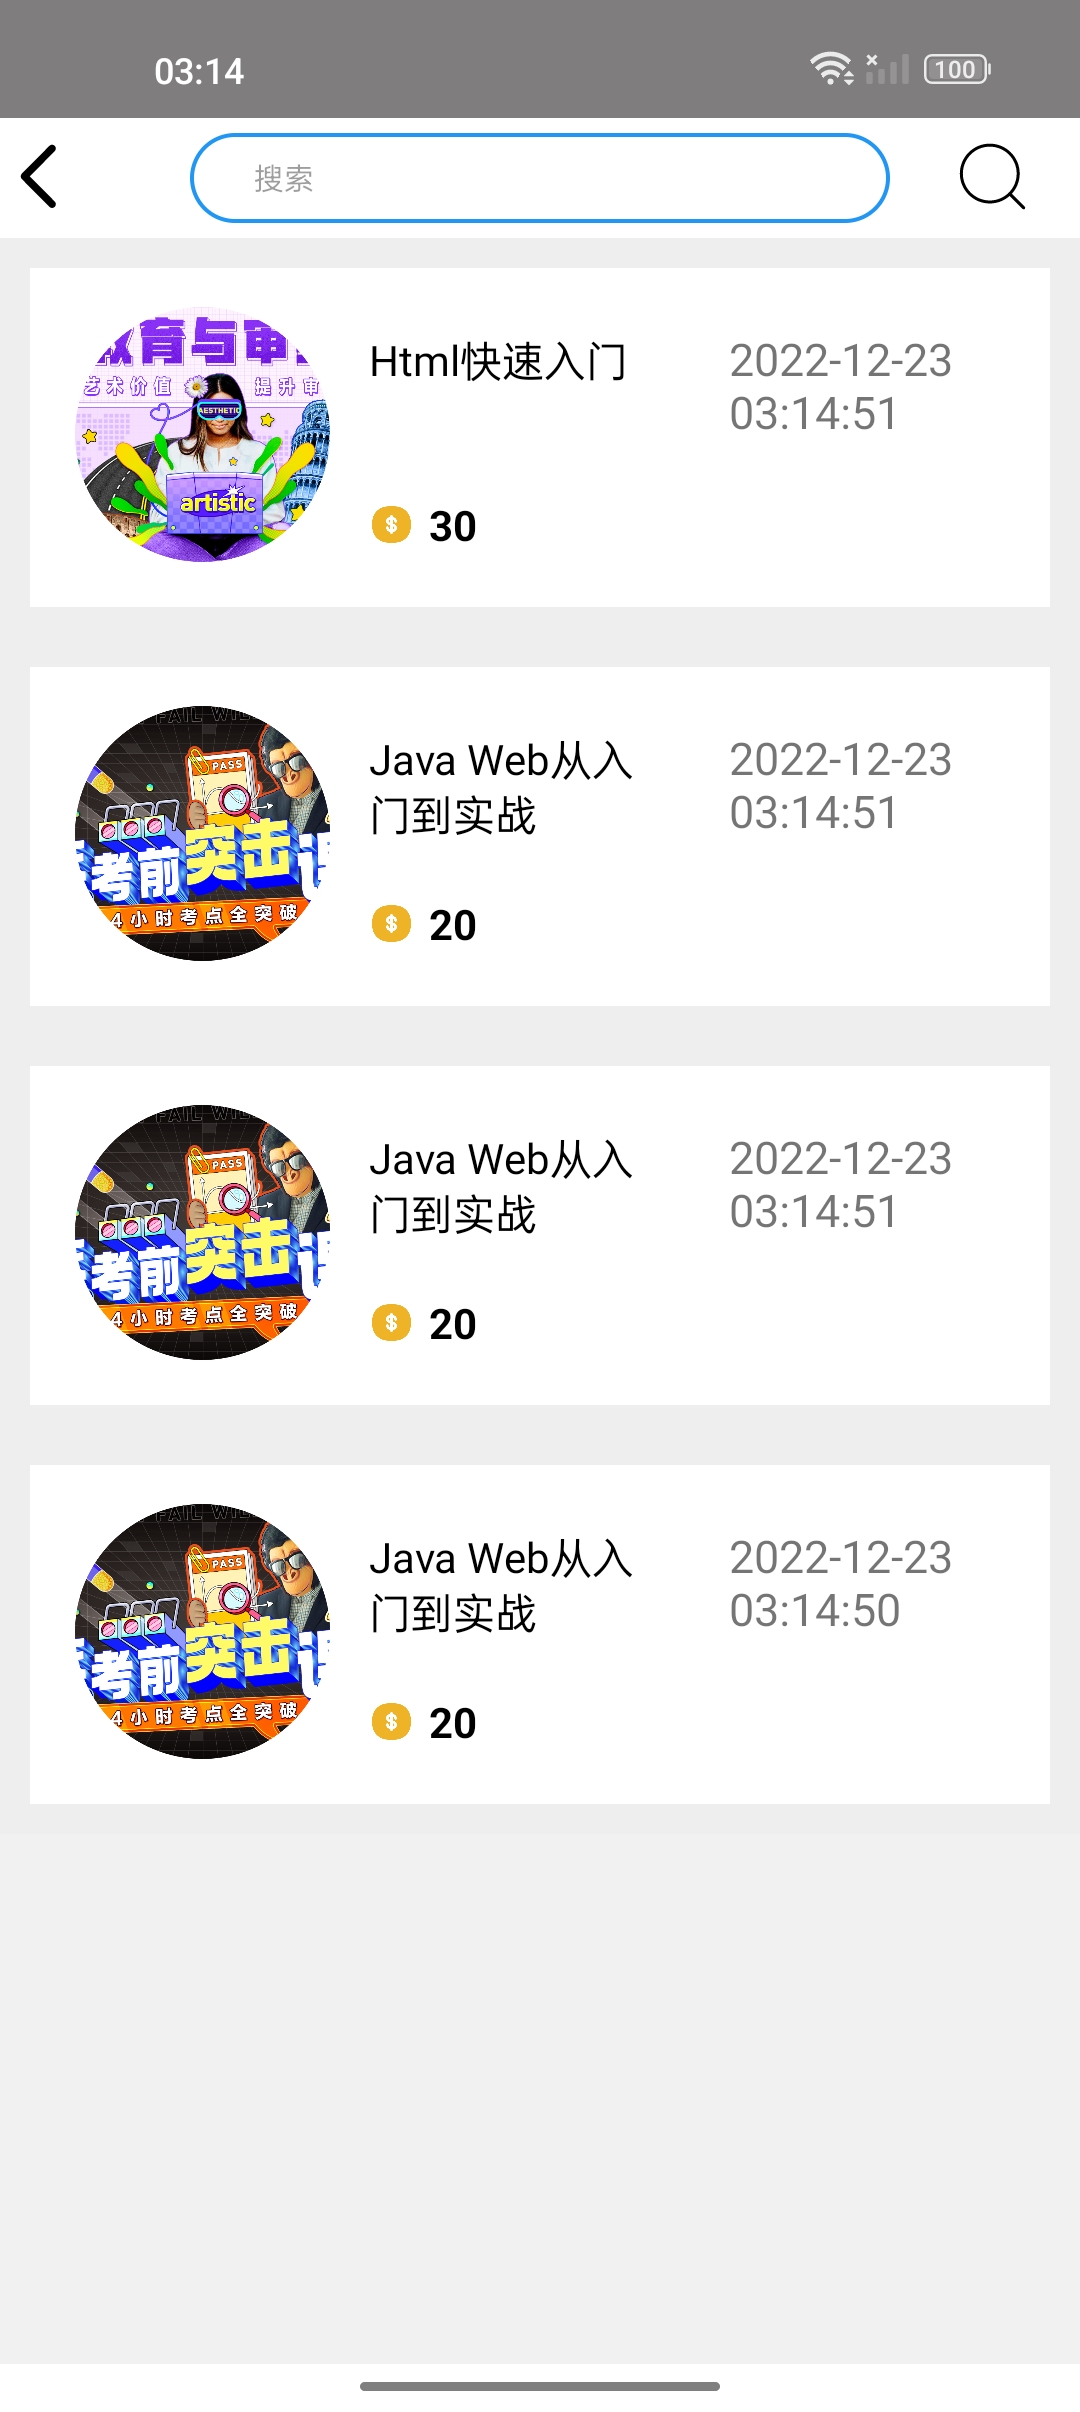 03:14
100
搜索
教育与审
艺术价值 提升审
AESTHETIC
artistic
Html快速入门
2022-12-23
03:14:51
30
FAIL WIL
PASS
考前突击课
4小时考点全突破
Java Web从入
门到实战
2022-12-23
03:14:51
20
FAIL WIL
PASS
考前突击
4小时考点全突破
Java Web从入
门到实战
2022-12-23
03:14:51
20
FAIL WIL
PASS
考前突击
4小时考点全突破
Java Web从入
门到实战
2022-12-23
03:14:50
20